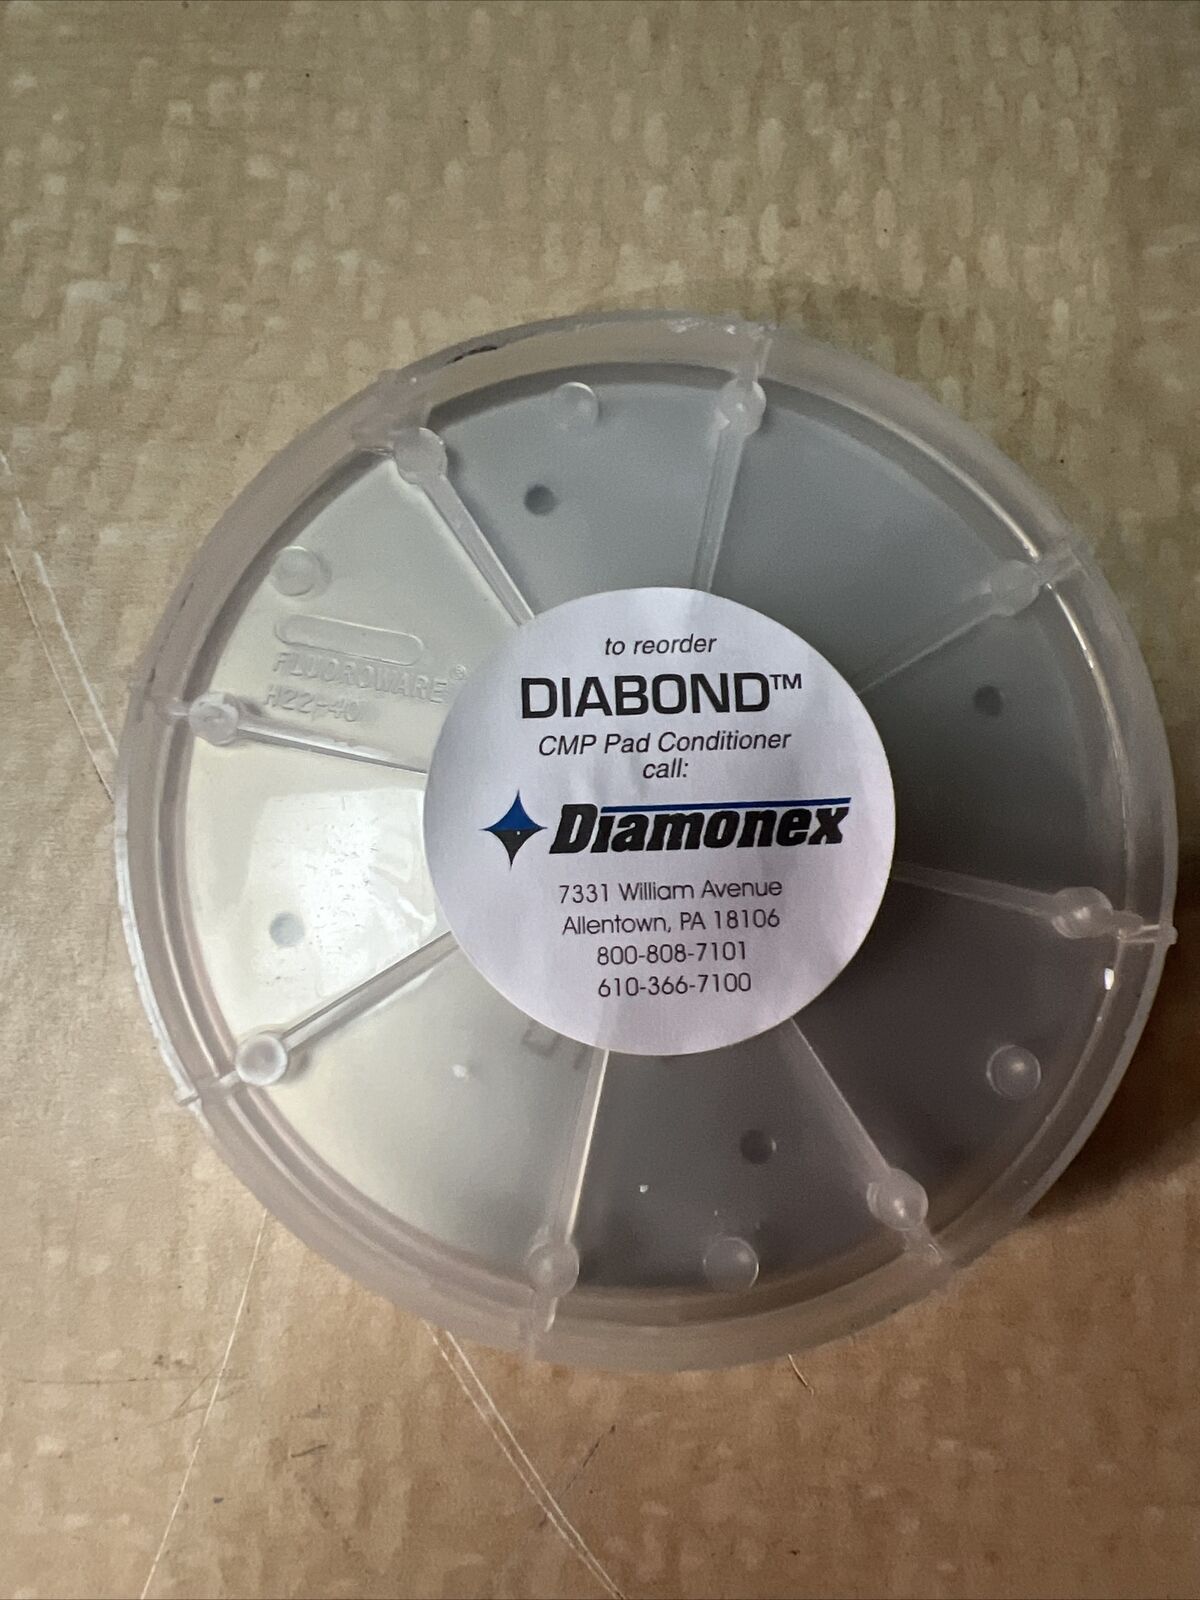 FLUOROWARE®
to reorder
DIABOND™
CMP Pad Conditioner
call:
Diamonex
7331 William Avenue
Allentown, PA 18106
800-808-7101
610-366-7100